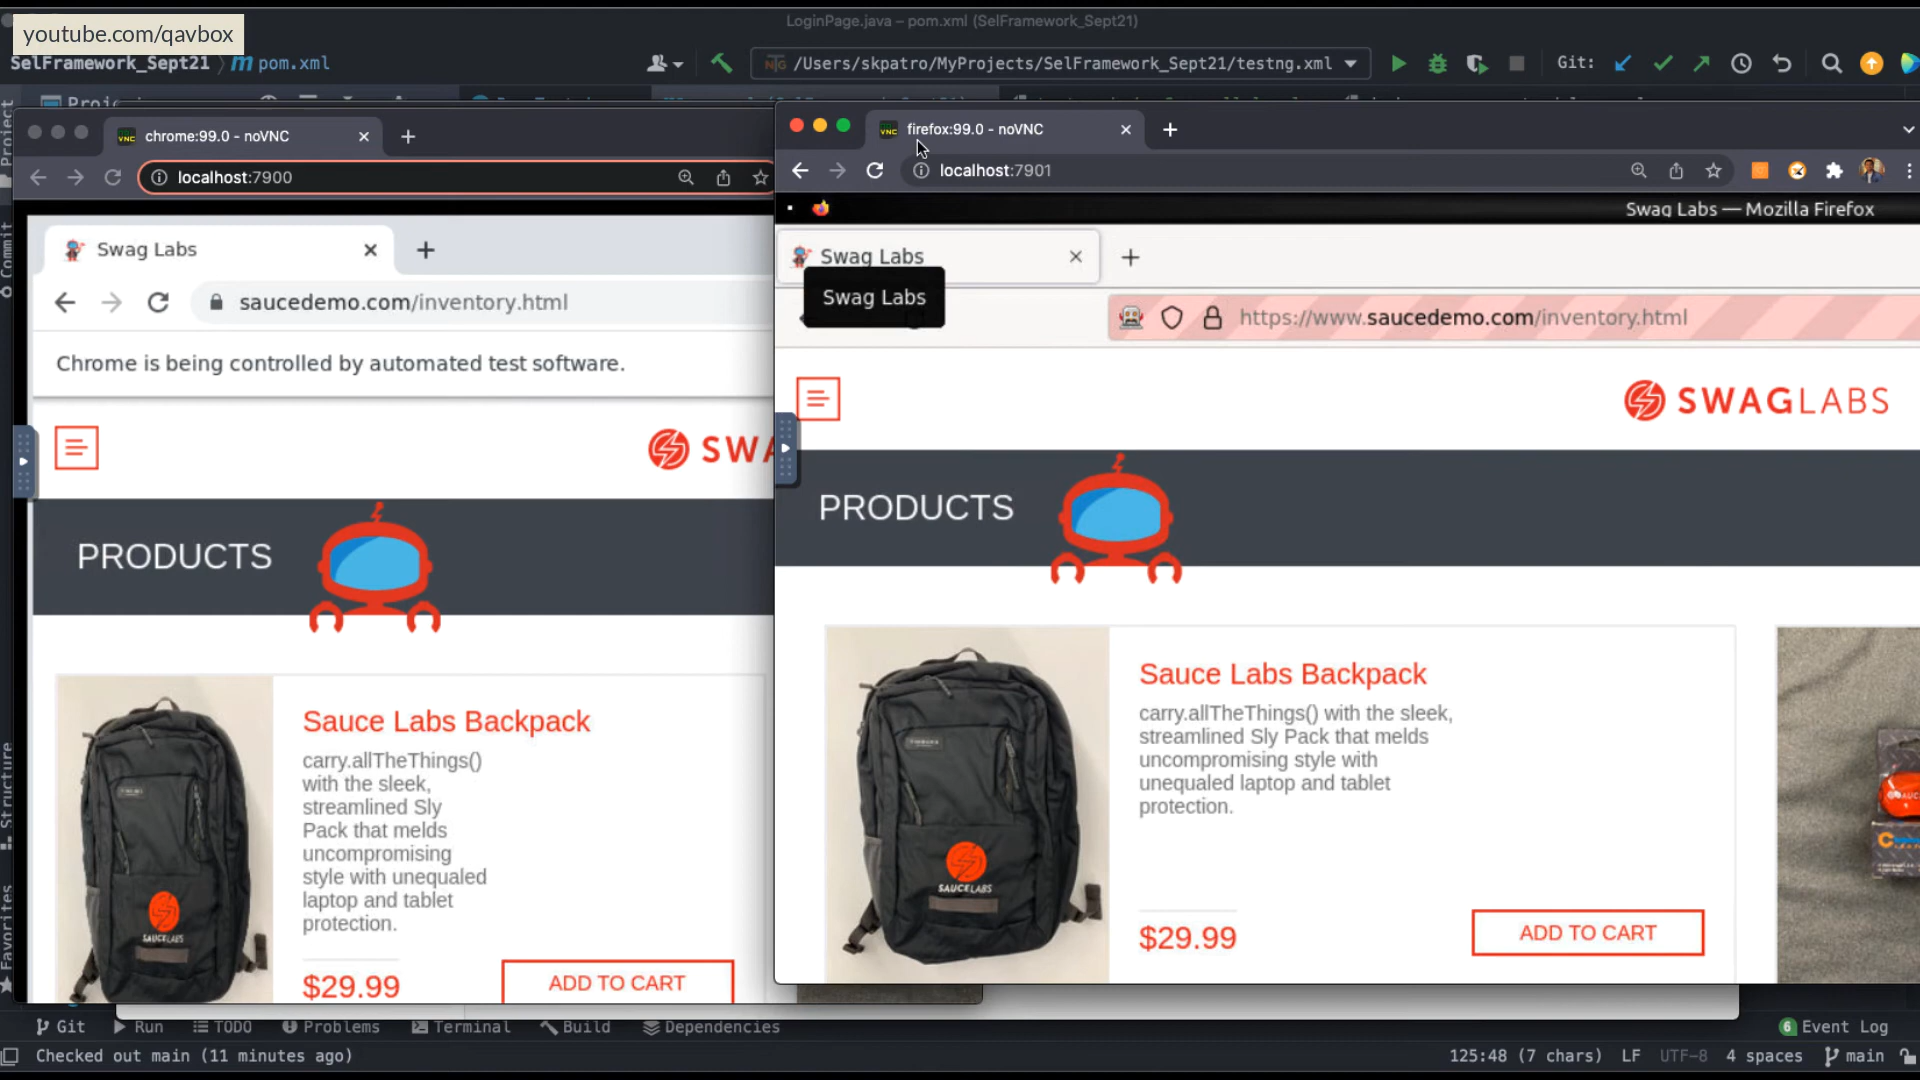 LoginPage.java – pom.xml (SelFramework_Sept21)
youtube.com/qavbox
SelFramework_Sept21
pom.xml
/Users/skpatro/MyProjects/SelFramework_Sept21/testng.xml
Git:
Project
Commit
Structure
Favorites
chrome:99.0 - noVNC
localhost:7900
Swag Labs
saucedemo.com/inventory.html
Chrome is being controlled by automated test software.
PRODUCTS
Sauce Labs Backpack
carry.allTheThings()
with the sleek,
streamlined Sly
Pack that melds
uncompromising
style with unequaled
laptop and tablet
protection.
SAUCELABS
$29.99
ADD TO CART
firefox:99.0 - noVNC
localhost:7901
Swag Labs — Mozilla Firefox
Swag Labs
Swag Labs
https://www.saucedemo.com/inventory.html
SWAGLABS
PRODUCTS
Sauce Labs Backpack
carry.allTheThings() with the sleek,
streamlined Sly Pack that melds
uncompromising style with
unequaled laptop and tablet
protection.
SAUCELABS
$29.99
ADD TO CART
Git
Run
TODO
Problems
Terminal
Build
Dependencies
6 Event Log
Checked out main (11 minutes ago)
125:48 (7 chars)
LF
UTF-8
4 spaces
main